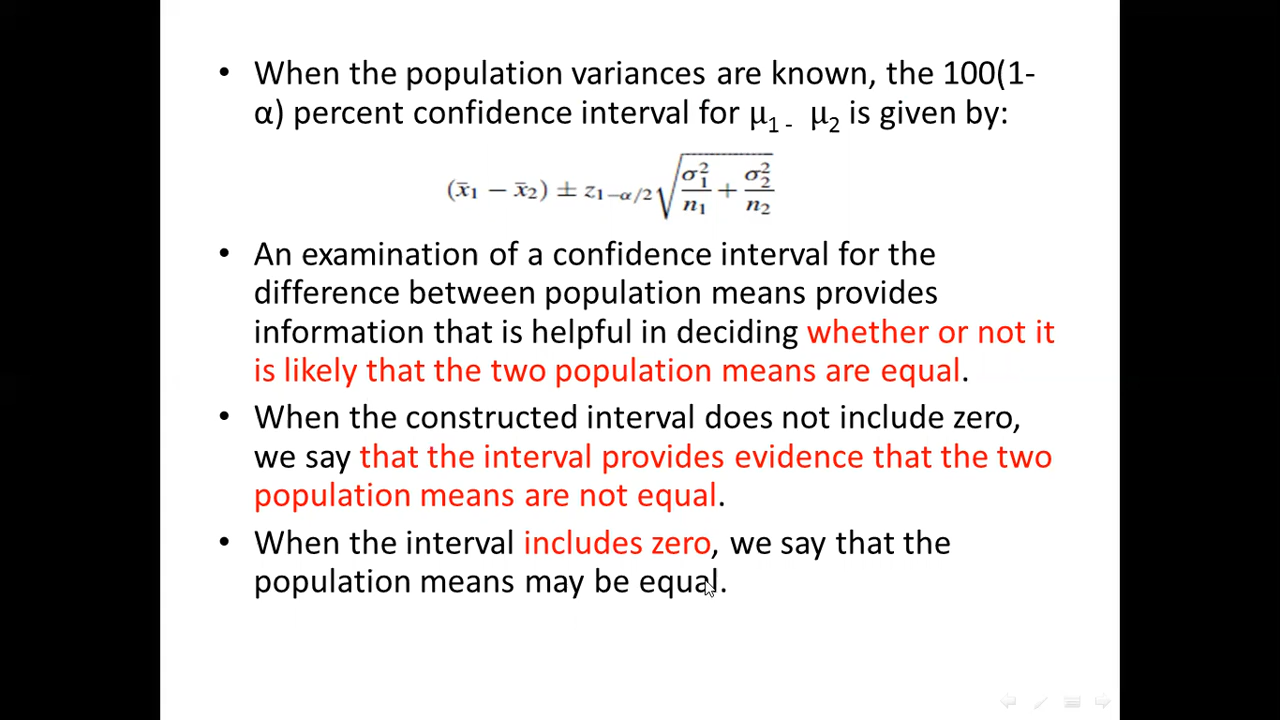 • When the population variances are known, the 100(1-
α) percent confidence interval for μ₁ - μ₂ is given by:
(x̄₁ − x̄₂) ± z₁₋α/₂ √(σ₁²/n₁ + σ₂²/n₂)
• An examination of a confidence interval for the
difference between population means provides
information that is helpful in deciding whether or not it
is likely that the two population means are equal.
• When the constructed interval does not include zero,
we say that the interval provides evidence that the two
population means are not equal.
• When the interval includes zero, we say that the
population means may be equal.